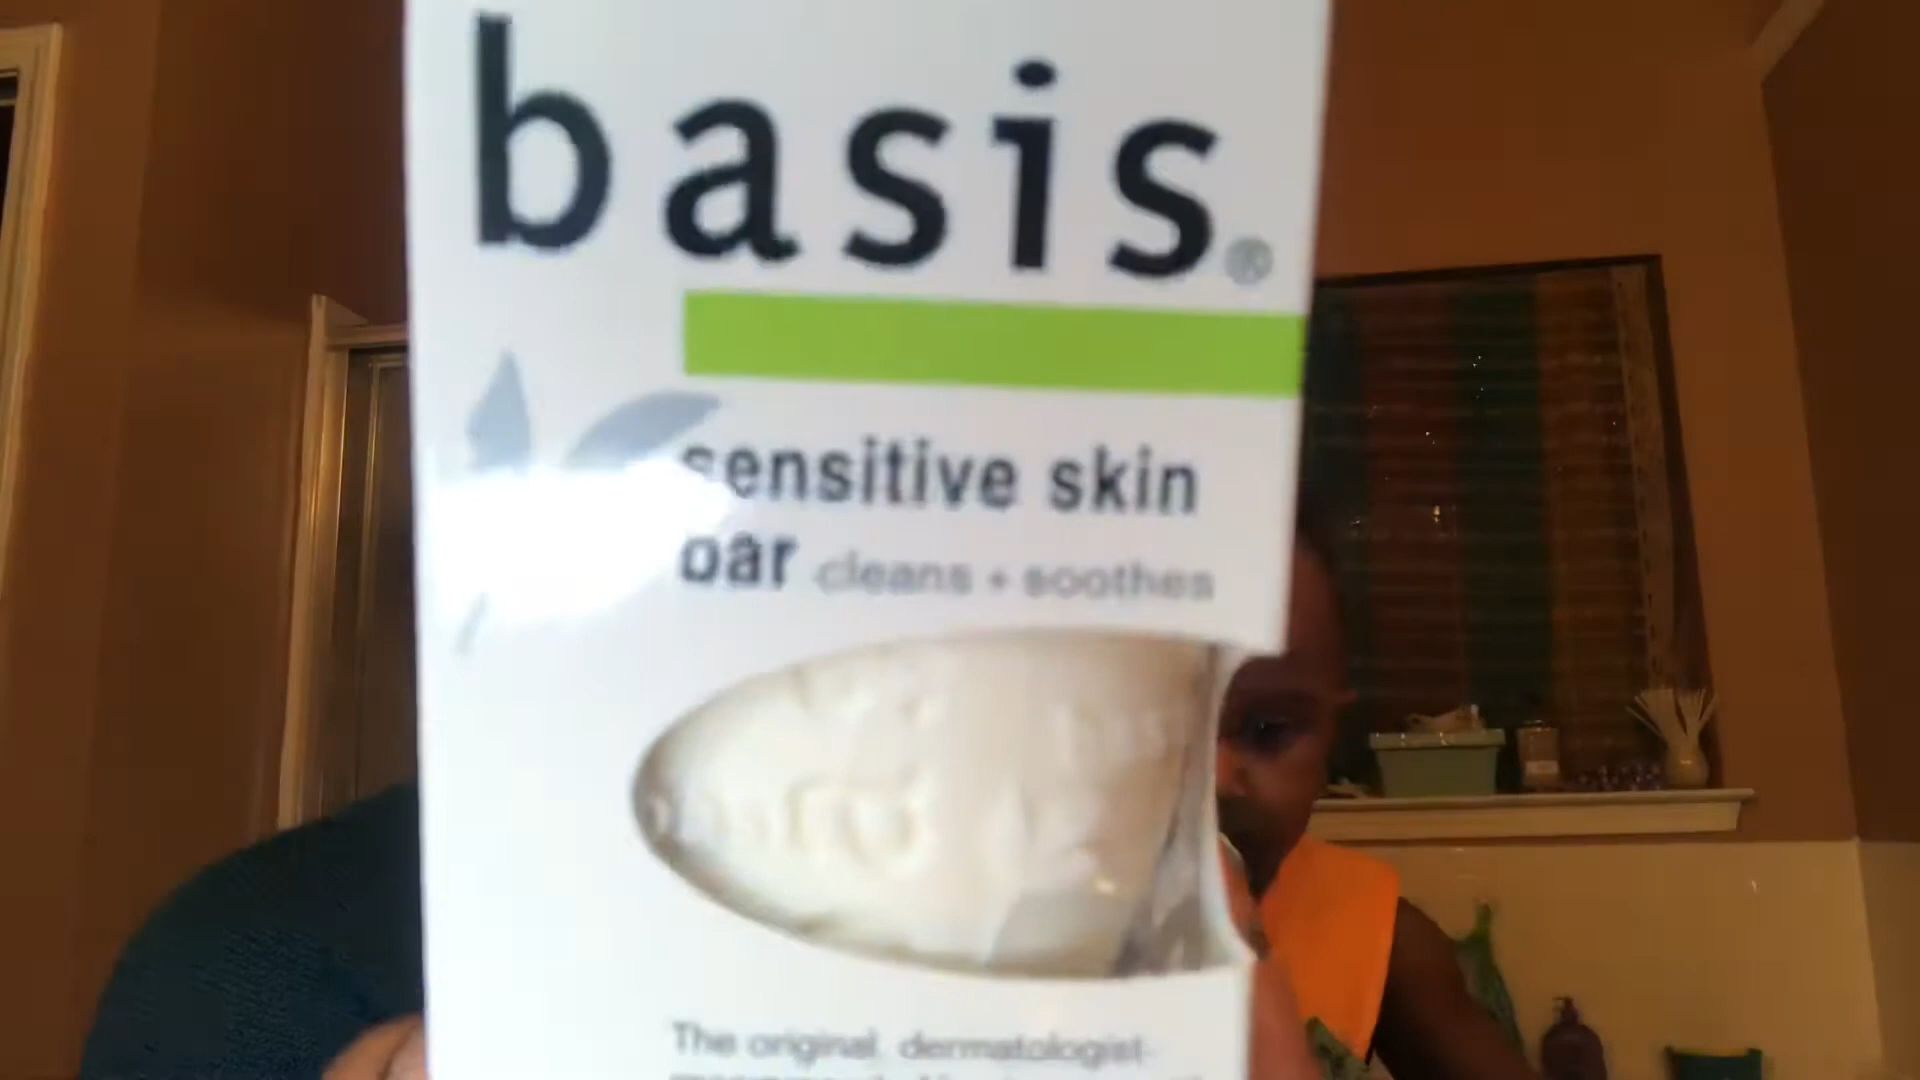 basis®
sensitive skin
bar cleans + soothes
The original, dermatologist-